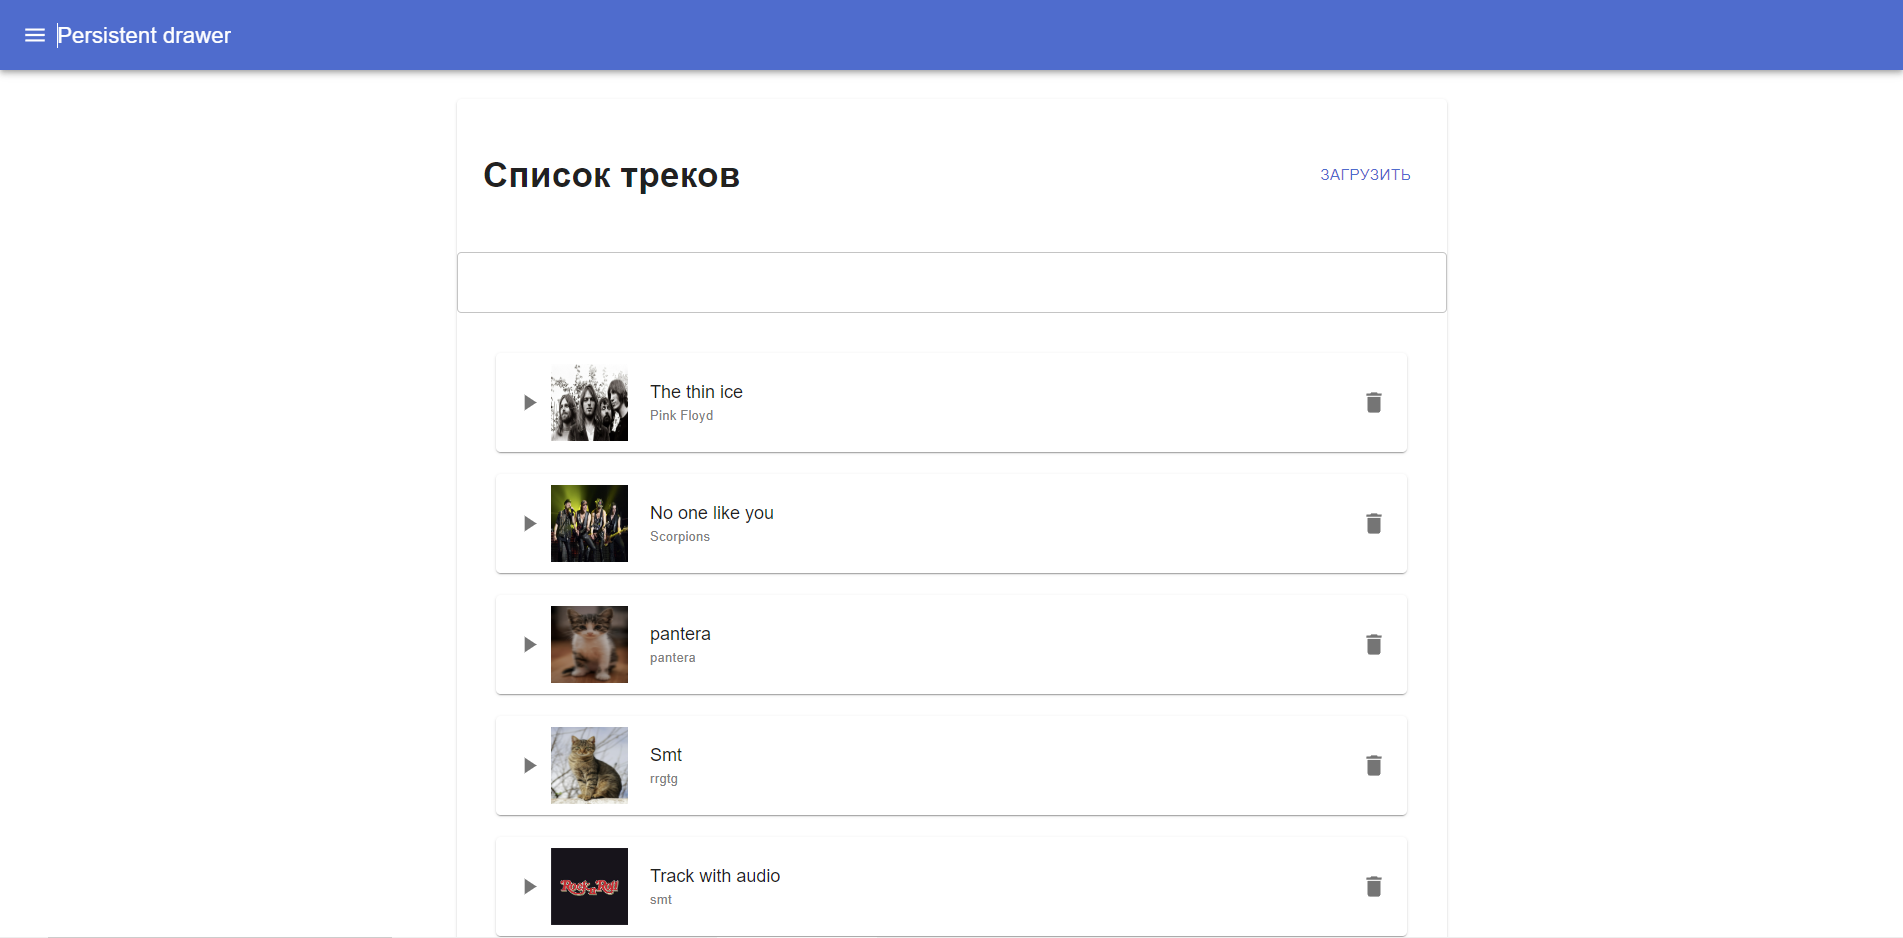 Persistent drawer
Список треков
ЗАГРУЗИТЬ
The thin ice
Pink Floyd
No one like you
Scorpions
pantera
pantera
Smt
rrgtg
Rock n Roll
Track with audio
smt